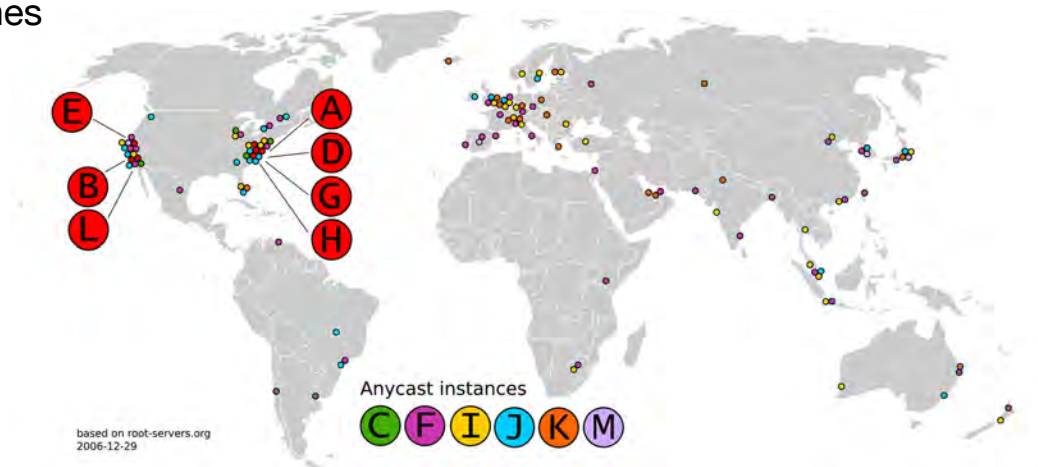 nes
E
A
D
B
G
L
H
Anycast instances
C F I J K M
based on root-servers.org
2006-12-29